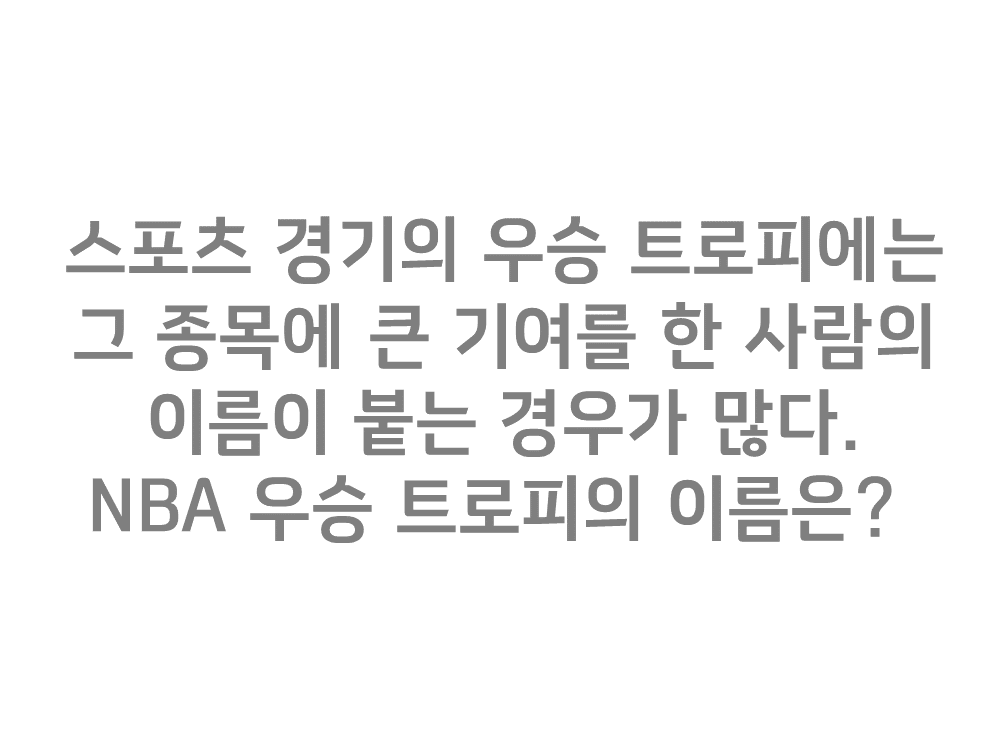 스포츠 경기의 우승 트로피에는
그 종목에 큰 기여를 한 사람의
이름이 붙는 경우가 많다.
NBA 우승 트로피의 이름은?